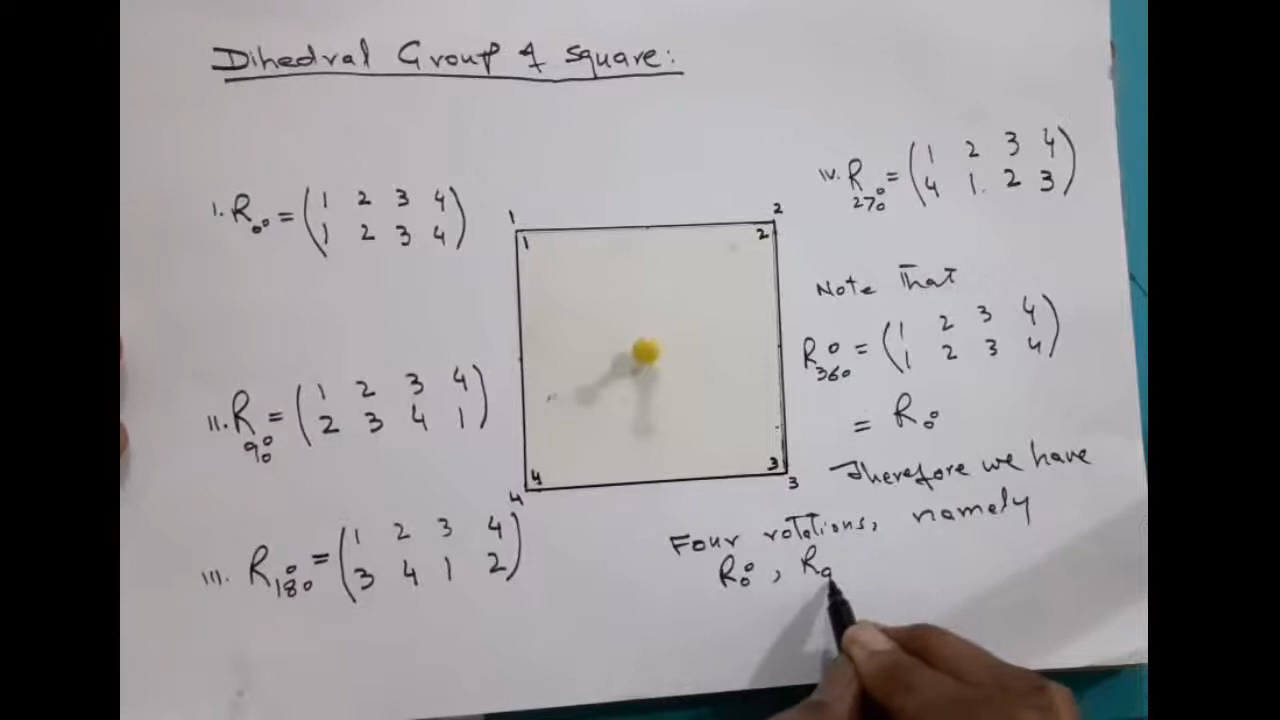 Dihedral Group of square:
I. R₀° = (1 2 3 4
1 2 3 4)
II. R₉₀° = (1 2 3 4
2 3 4 1)
III. R₁₈₀° = (1 2 3 4
3 4 1 2)
1 2
1 2
4 3
4 3
IV. R₂₇₀° = (1 2 3 4
4 1 2 3)
Note That
R₃₆₀° = (1 2 3 4
1 2 3 4)
= R₀°
Therefore we have
Four rotations, namely
R₀°, R₉